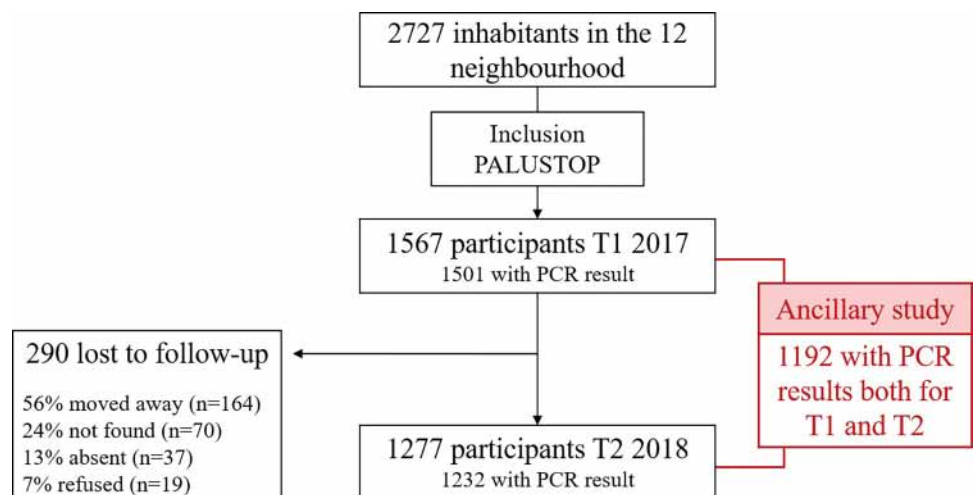 2727 inhabitants in the 12
neighbourhood
Inclusion
PALUSTOP
1567 participants T1 2017
1501 with PCR result
Ancillary study
1192 with PCR
results both for
T1 and T2
290 lost to follow-up
56% moved away (n=164)
24% not found (n=70)
13% absent (n=37)
7% refused (n=19)
1277 participants T2 2018
1232 with PCR result